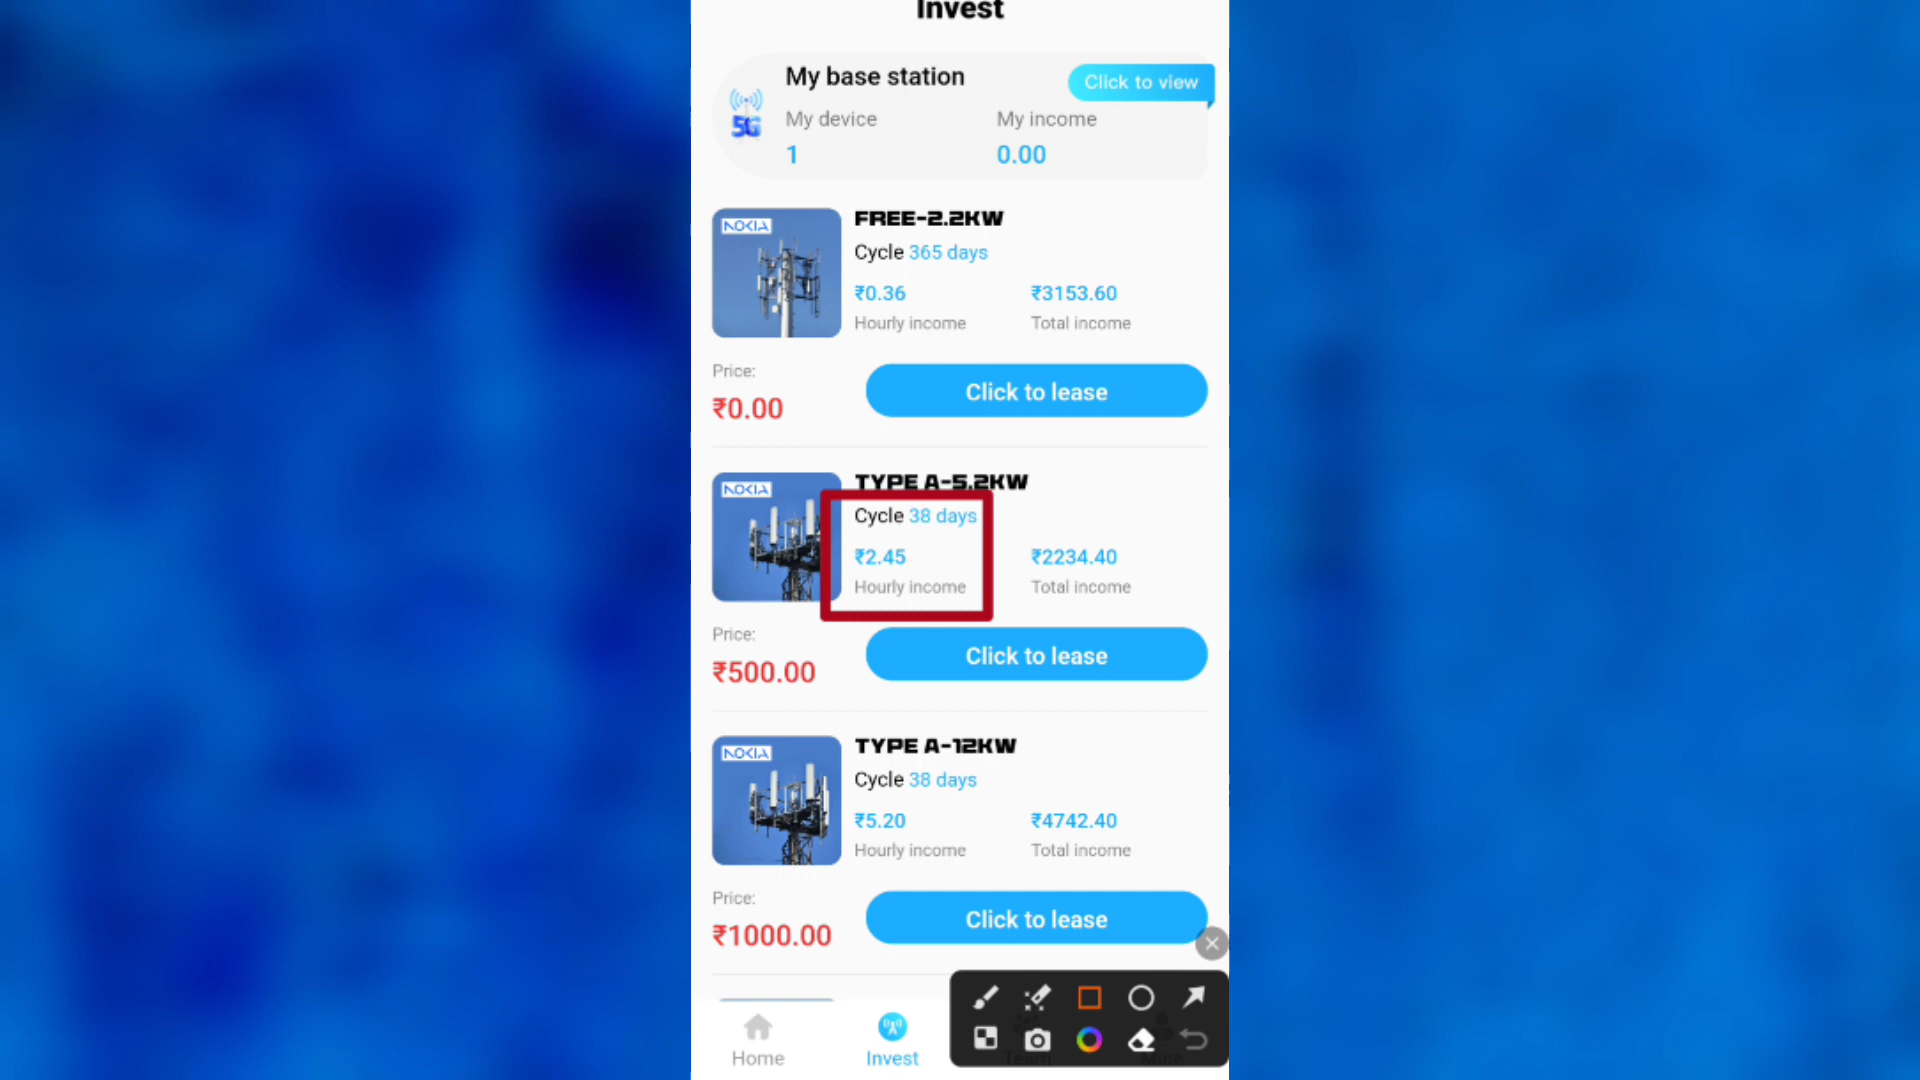 Invest
My base station
Click to view
5G
My device
My income
1
0.00
NOKIA
FREE-2.2KW
Cycle 365 days
₹0.36
₹3153.60
Hourly income
Total income
Price:
₹0.00
Click to lease
NOKIA
TYPE A-5.2KW
Cycle 38 days
₹2.45
₹2234.40
Hourly income
Total income
Price:
₹500.00
Click to lease
NOKIA
TYPE A-12KW
Cycle 38 days
₹5.20
₹4742.40
Hourly income
Total income
Price:
₹1000.00
Click to lease
Home
Invest
Team
Mine